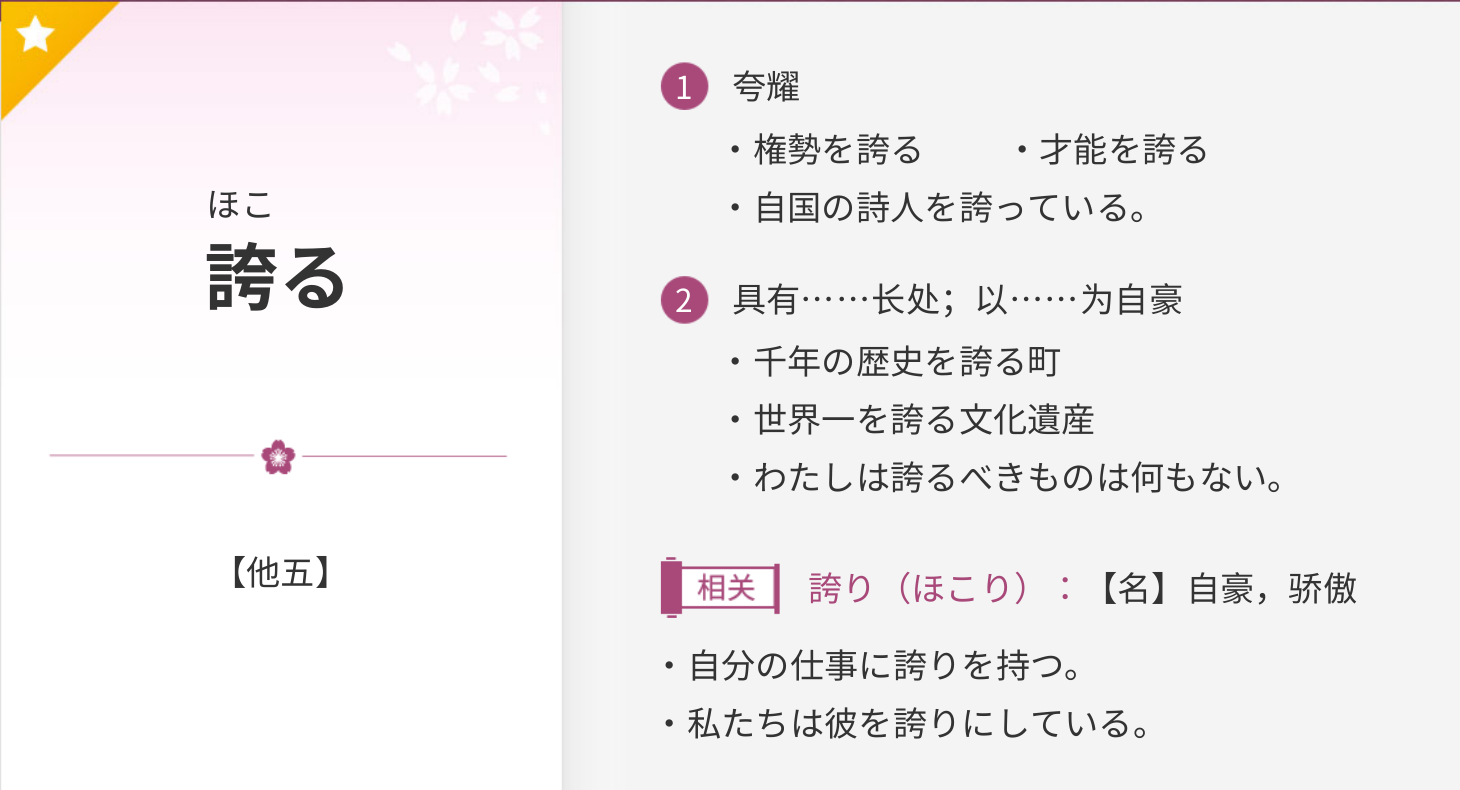 ほこ
誇る
【他五】
1 夸耀
・権勢を誇る ・才能を誇る
・自国の詩人を誇っている。
2 具有……长处；以……为自豪
・千年の歴史を誇る町
・世界一を誇る文化遺産
・わたしは誇るべきものは何もない。
相关 誇り（ほこり）：【名】自豪，骄傲
・自分の仕事に誇りを持つ。
・私たちは彼を誇りにしている。